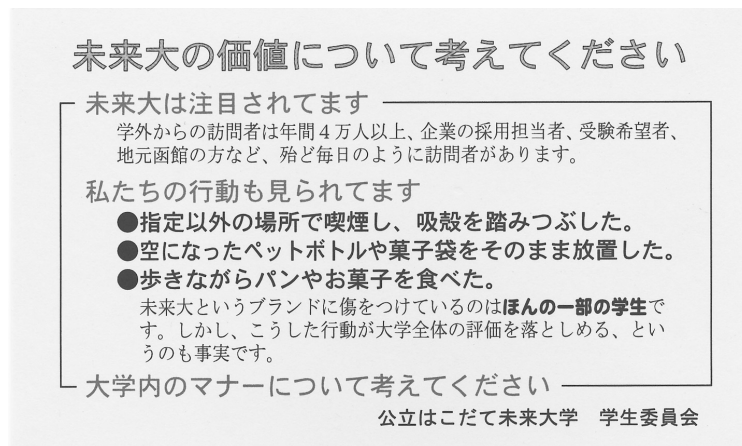 未来大の価値について考えてください
未来大は注目されてます
学外からの訪問者は年間４万人以上、企業の採用担当者、受験希望者、
地元函館の方など、殆ど毎日のように訪問者があります。
私たちの行動も見られてます
●指定以外の場所で喫煙し、吸殻を踏みつぶした。
●空になったペットボトルや菓子袋をそのまま放置した。
●歩きながらパンやお菓子を食べた。
未来大というブランドに傷をつけているのはほんの一部の学生で
す。しかし、こうした行動が大学全体の評価を落としめる、とい
うのも事実です。
大学内のマナーについて考えてください
公立はこだて未来大学　学生委員会